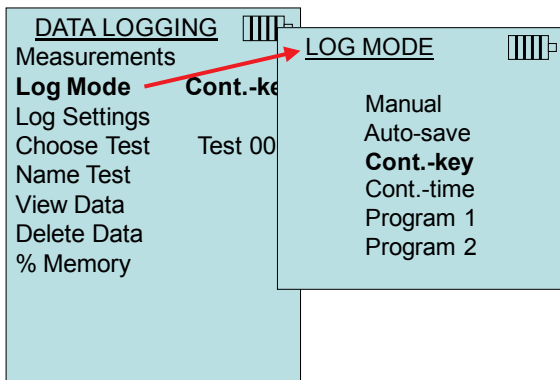 DATA LOGGING
Measurements
Log Mode Cont.-ke
Log Settings
Choose Test Test 00
Name Test
View Data
Delete Data
% Memory
LOG MODE
Manual
Auto-save
Cont.-key
Cont.-time
Program 1
Program 2